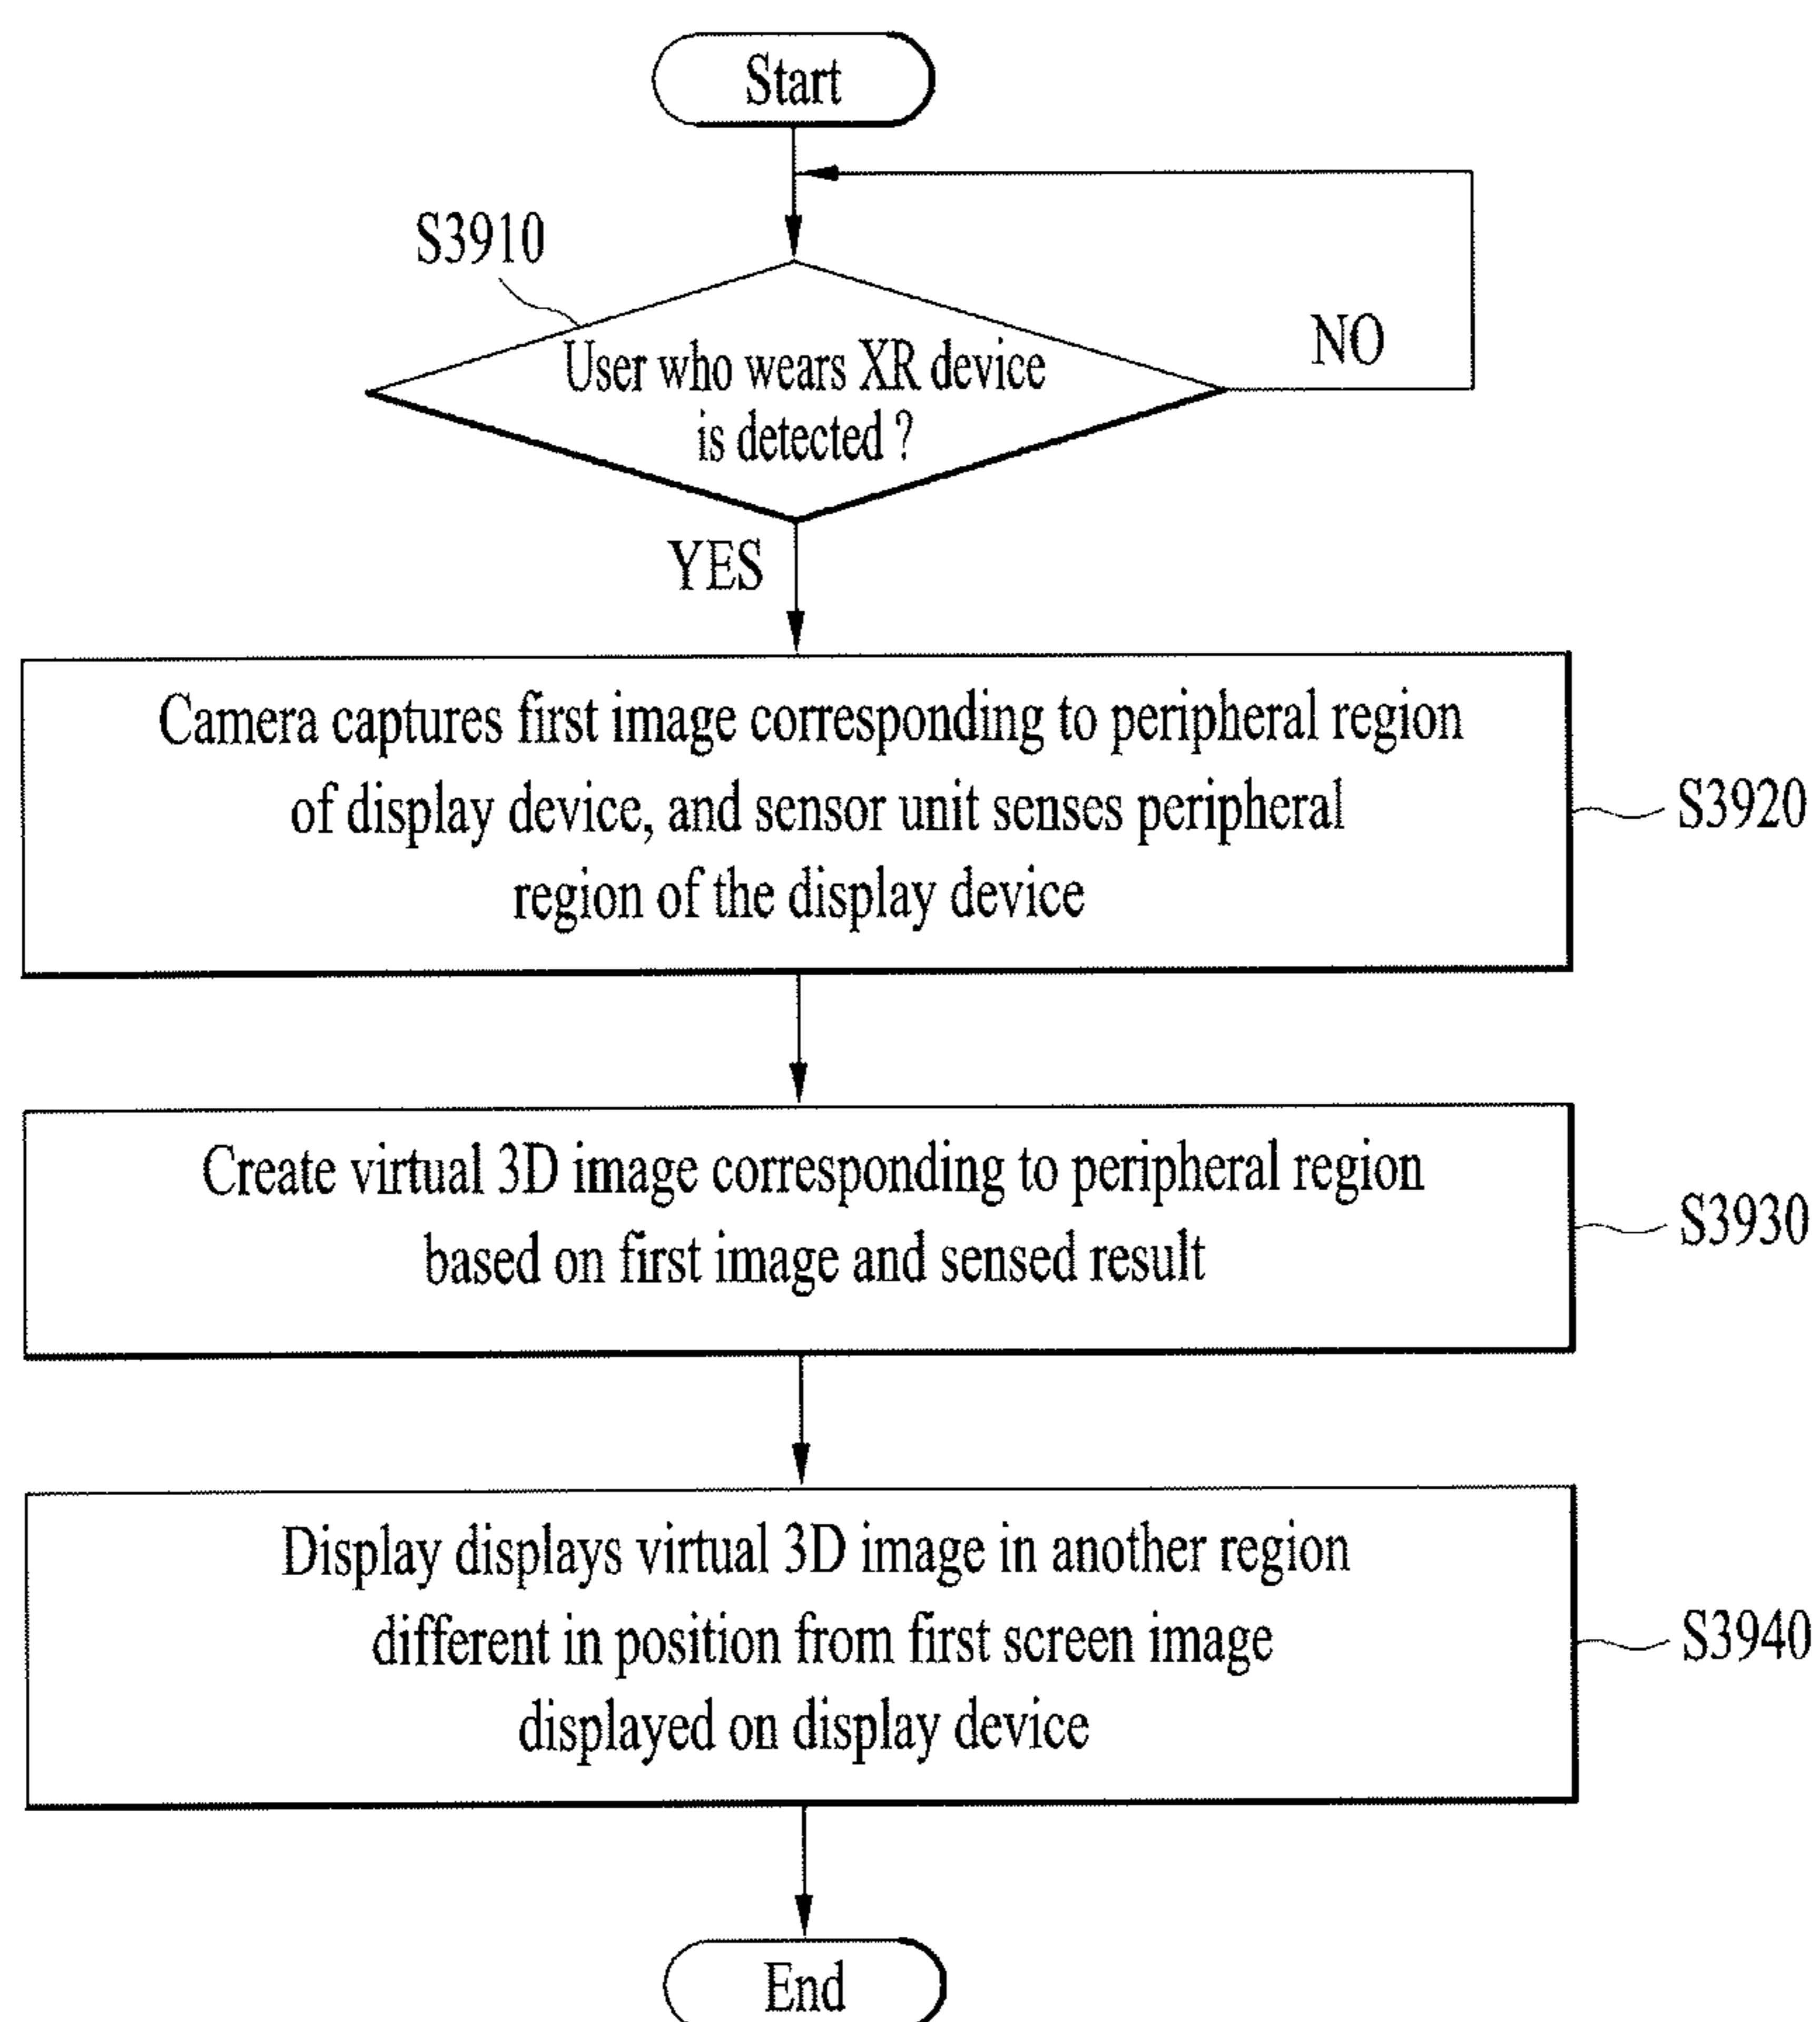 Start
S3910
NO
User who wears XR device
is detected ?
YES
Camera captures first image corresponding to peripheral region
of display device, and sensor unit senses peripheral
region of the display device
S3920
Create virtual 3D image corresponding to peripheral region
based on first image and sensed result
S3930
Display displays virtual 3D image in another region
different in position from first screen image
displayed on display device
S3940
End